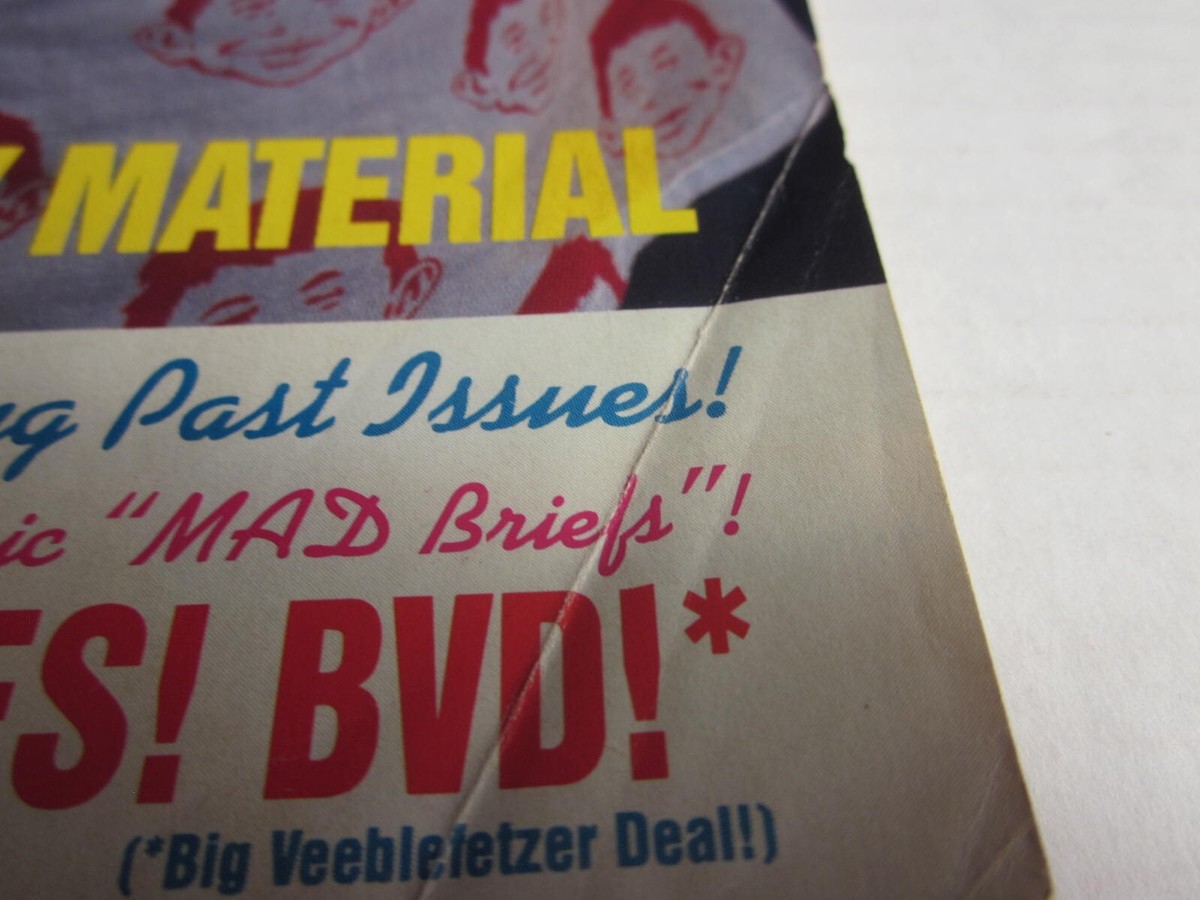 MATERIAL
Past Issues!
"MAD Briefs"!
BVD!*
(*Big Veeblefetzer Deal!)